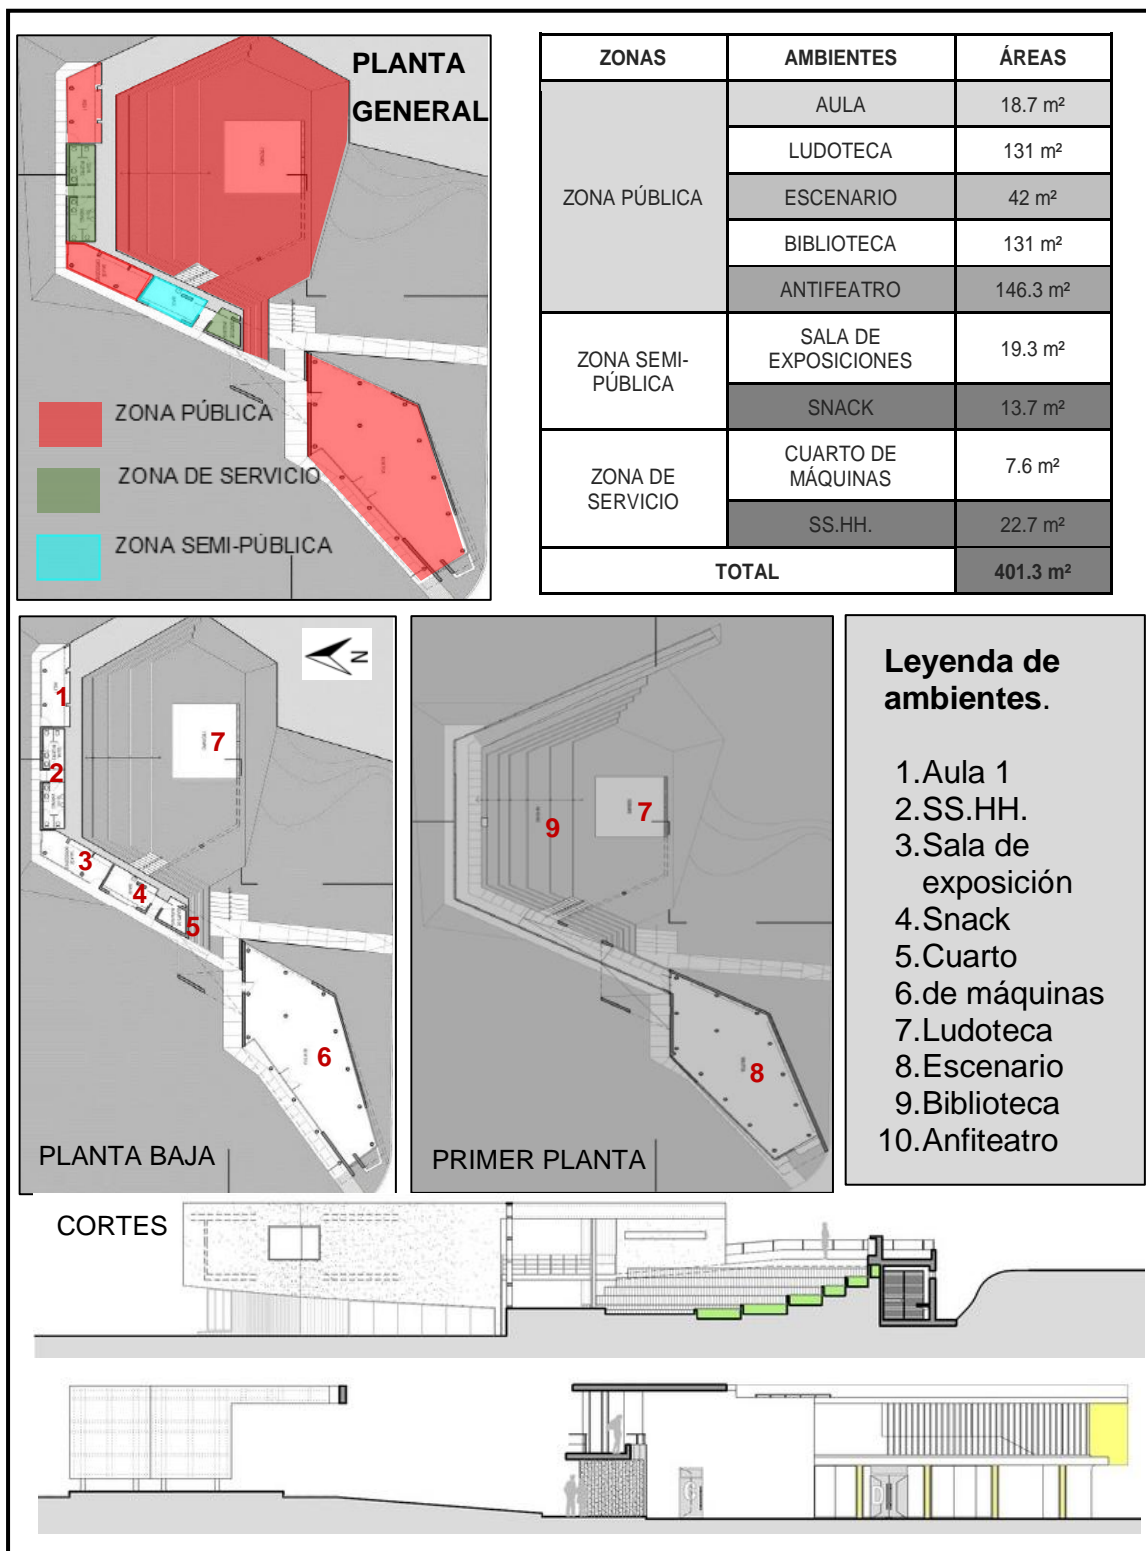 PLANTA
GENERAL
ZONA PÚBLICA
ZONA DE SERVICIO
ZONA SEMI-PÚBLICA
ZONAS AMBIENTES ÁREAS
ZONA PÚBLICA
AULA 18.7 m²
LUDOTECA 131 m²
ESCENARIO 42 m²
BIBLIOTECA 131 m²
ANTIFEATRO 146.3 m²
ZONA SEMI-
PÚBLICA
SALA DE
EXPOSICIONES
19.3 m²
SNACK 13.7 m²
ZONA DE
SERVICIO
CUARTO DE
MÁQUINAS
7.6 m²
SS.HH. 22.7 m²
TOTAL 401.3 m²
N
1
2
3
4
5
6
7
PLANTA BAJA
7
8
9
PRIMER PLANTA
Leyenda de
ambientes.
1.Aula 1
2.SS.HH.
3.Sala de
exposición
4.Snack
5.Cuarto
6.de máquinas
7.Ludoteca
8.Escenario
9.Biblioteca
10.Anfiteatro
CORTES